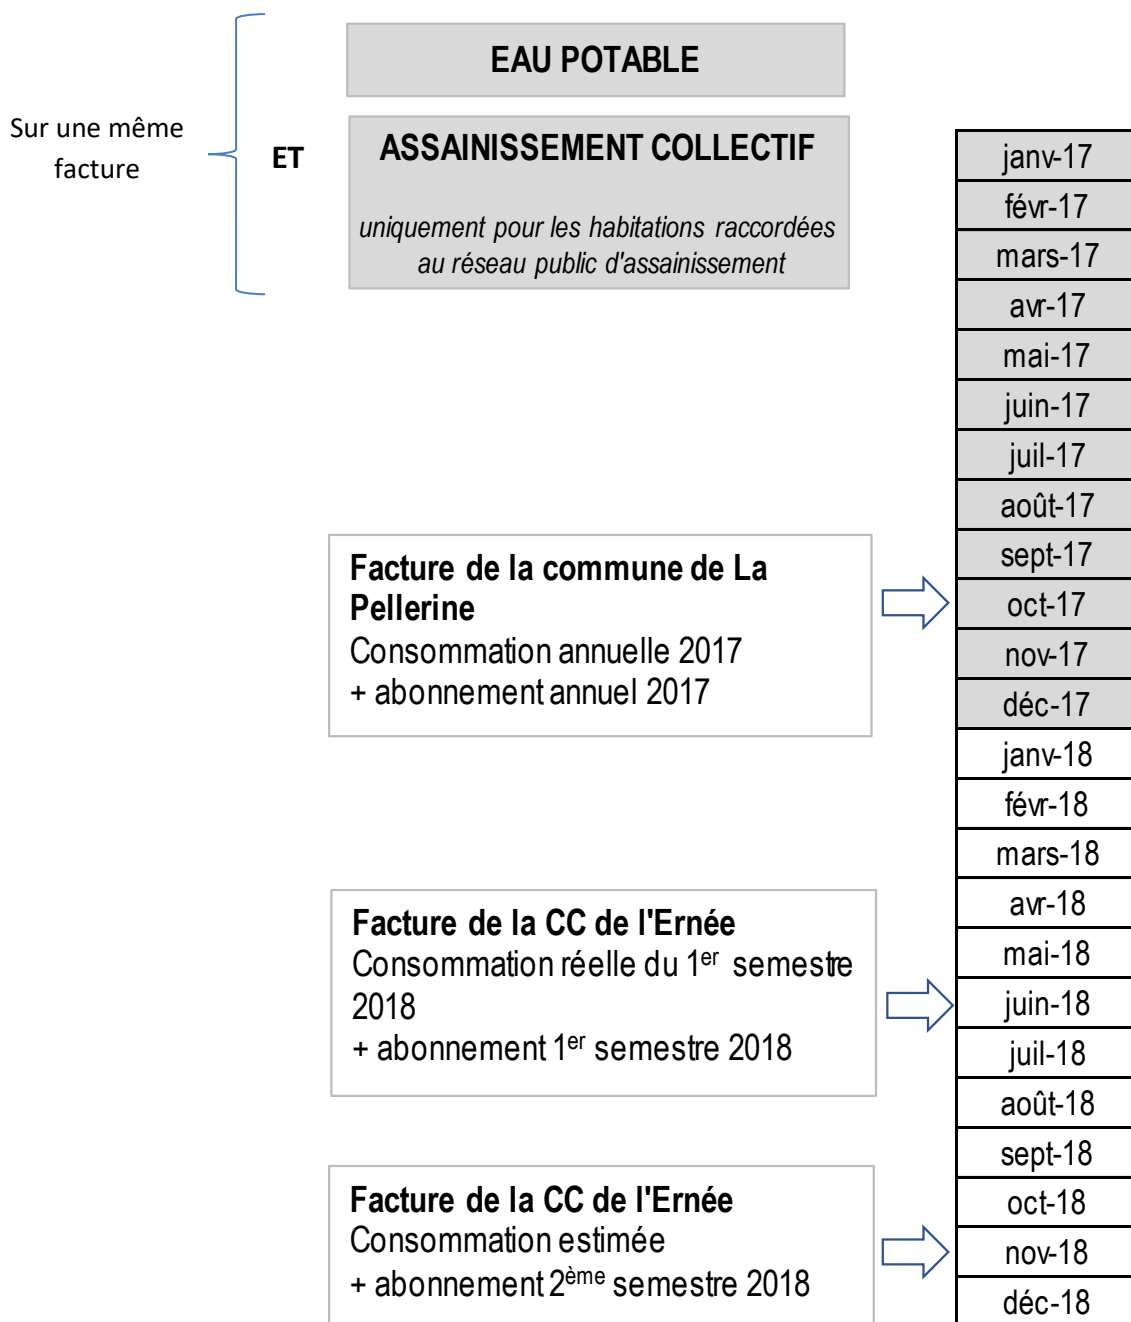 EAU POTABLE
Sur une même
facture
ET
ASSAINISSEMENT COLLECTIF
uniquement pour les habitations raccordées
au réseau public d'assainissement
janv-17
févr-17
mars-17
avr-17
mai-17
juin-17
juil-17
août-17
sept-17
oct-17
nov-17
déc-17
janv-18
févr-18
mars-18
avr-18
mai-18
juin-18
juil-18
août-18
sept-18
oct-18
nov-18
déc-18
Facture de la commune de La
Pellerine
Consommation annuelle 2017
+ abonnement annuel 2017
Facture de la CC de l'Ernée
Consommation réelle du 1er semestre
2018
+ abonnement 1er semestre 2018
Facture de la CC de l'Ernée
Consommation estimée
+ abonnement 2ème semestre 2018